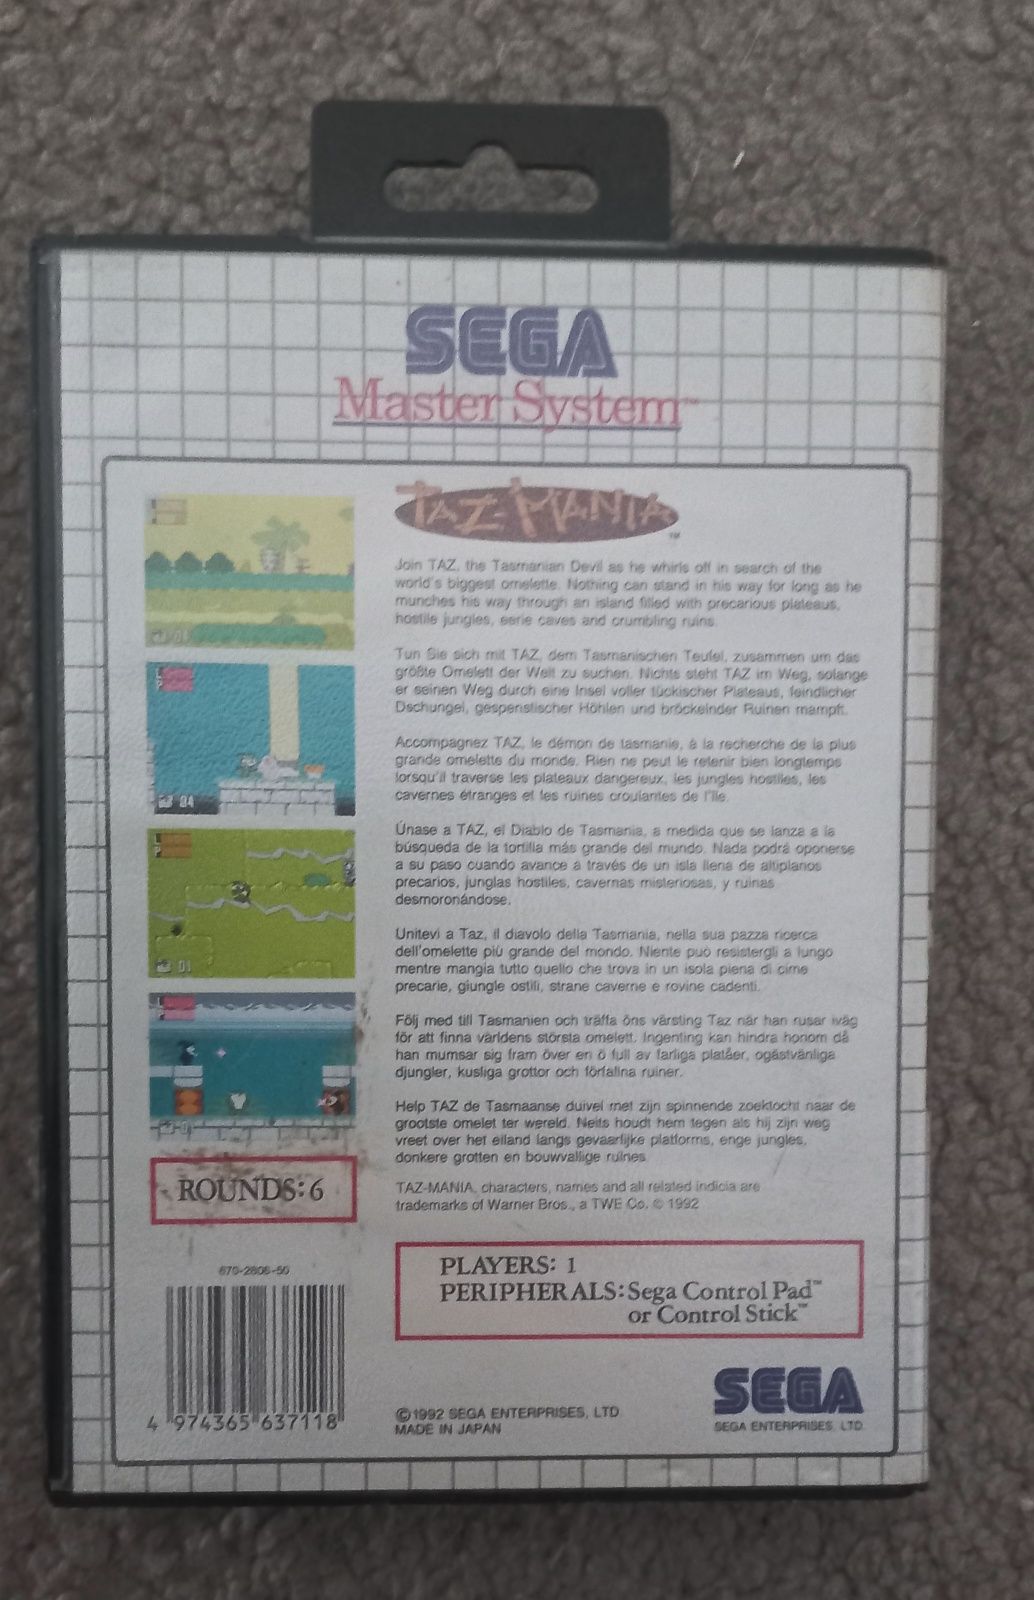 SEGA
Master System™
TAZ-MANIA™
Join TAZ, the Tasmanian Devil as he whirls off in search of the
world's biggest omelette. Nothing can stand in his way for long as he
munches his way through an island filled with precarious plateaus,
hostile jungles, eerie caves and crumbling ruins.
Tun Sie sich mit TAZ, dem Tasmanischen Teufel, zusammen um das
größte Omelett der Welt zu suchen. Nichts steht TAZ im Weg, solange
er seinen Weg durch eine Insel voller tückischer Plateaus, feindlicher
Dschungel, gespenstischer Höhlen und bröckelnder Ruinen mampft.
Accompagnez TAZ, le démon de tasmanie, à la recherche de la plus
grande omelette du monde. Rien ne peut le retenir bien longtemps
lorsqu'il traverse les plateaux dangereux, les jungles hostiles, les
cavernes étranges et les ruines croulantes de l'île.
Únase a TAZ, el Diablo de Tasmania, a medida que se lanza a la
búsqueda de la tortilla más grande del mundo. Nada podrá oponerse
a su paso cuando avance a través de un isla llena de altiplanos
precarios, junglas hostiles, cavernas misteriosas, y ruinas
desmoronándose.
Unitevi a Taz, il diavolo della Tasmania, nella sua pazza ricerca
dell'omelette più grande del mondo. Niente può resistergli a lungo
mentre mangia tutto quello che trova in un isola piena di cime
precarie, giungle ostili, strane caverne e rovine cadenti.
Följ med till Tasmanien och träffa öns värsting Taz när han rusar iväg
för att finna världens största omelett. Ingenting kan hindra honom då
han mumsar sig fram över en ö full av farliga platåer, ogästvänliga
djungler, kusliga grottor och förfallna ruiner.
Help TAZ de Tasmaanse duivel met zijn spinnende zoektocht naar de
grootste omelet ter wereld. Neits houdt hem tegen als hij zijn weg
vreet over het eiland langs gevaarlijke platforms, enge jungles,
donkere grotten en bouwvallige ruïnes.
TAZ-MANIA, characters, names and all related indicia are
trademarks of Warner Bros., a TWE Co. © 1992
ROUNDS: 6
PLAYERS: 1
PERIPHERALS: Sega Control Pad™
or Control Stick™
670-2808-50
4 974365 637118
©1992 SEGA ENTERPRISES, LTD.
MADE IN JAPAN
SEGA
SEGA ENTERPRISES, LTD.